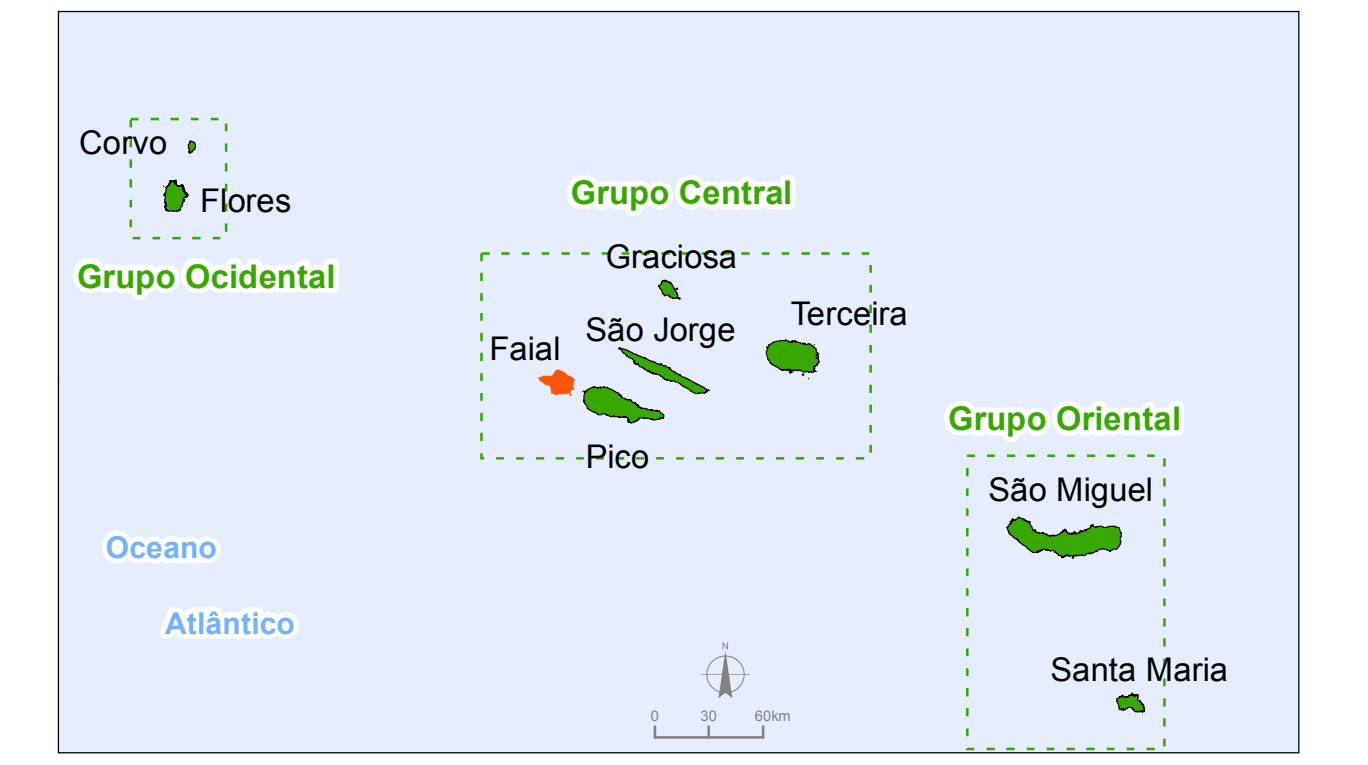 Corvo
Flores
Grupo Ocidental
Grupo Central
Graciosa
Terceira
São Jorge
Faial
Pico
Grupo Oriental
São Miguel
Santa Maria
Oceano
Atlântico
N
0 30 60km